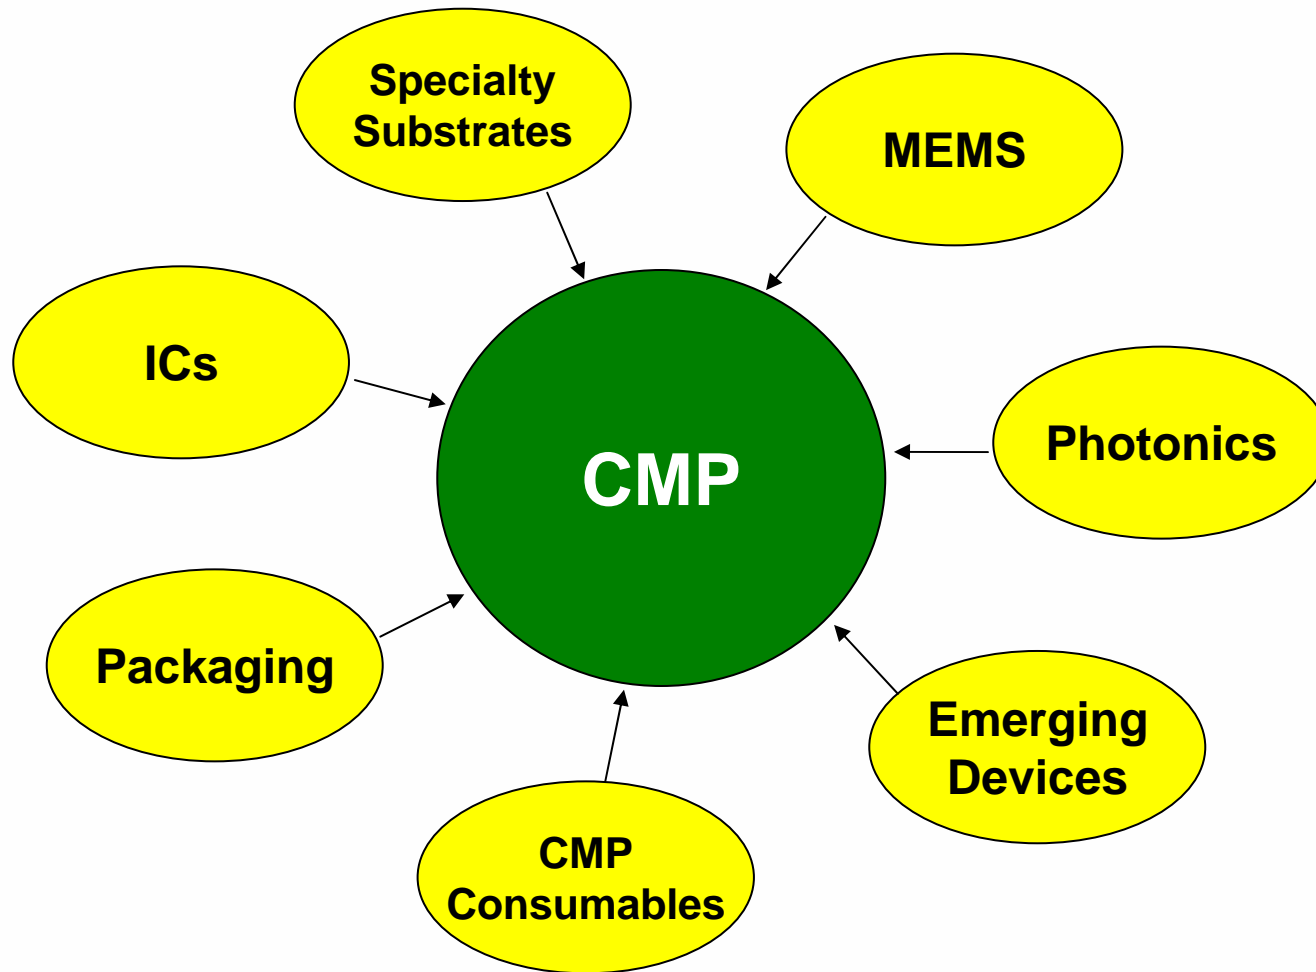 Specialty
Substrates
MEMS
ICs
CMP
Photonics
Packaging
Emerging
Devices
CMP
Consumables